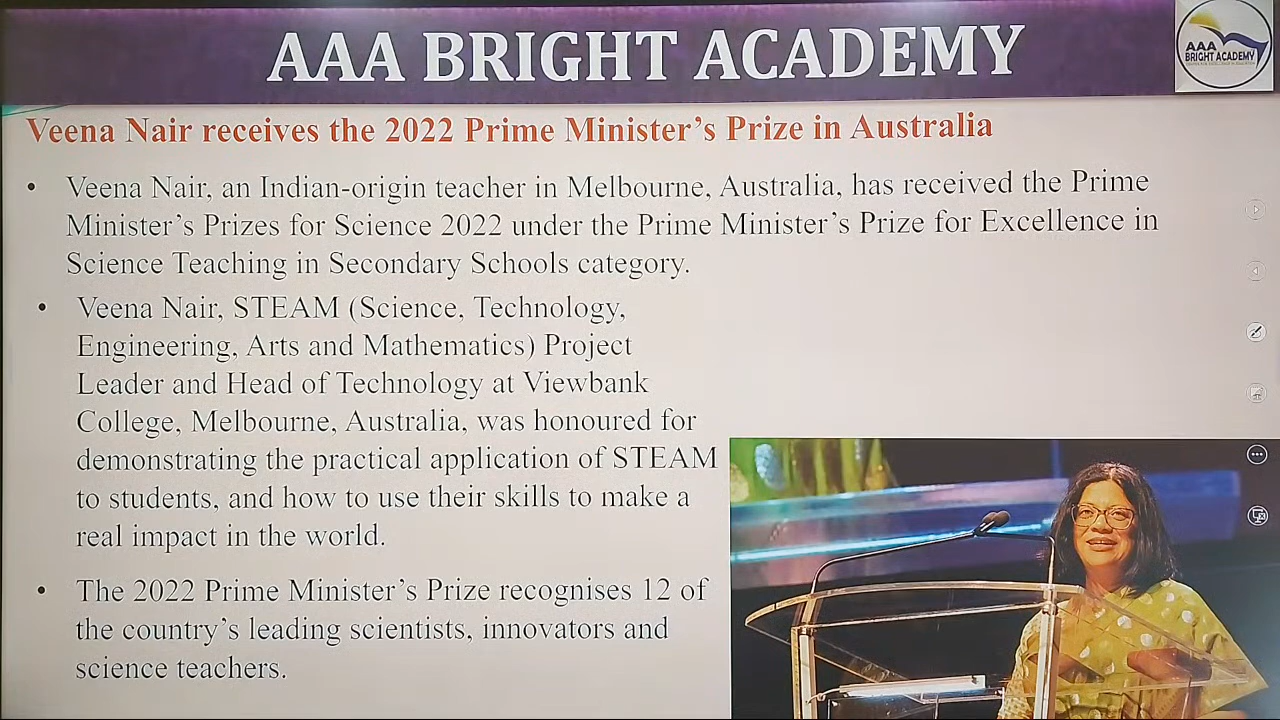 AAA BRIGHT ACADEMY
AAA
BRIGHT ACADEMY
Veena Nair receives the 2022 Prime Minister's Prize in Australia
• Veena Nair, an Indian-origin teacher in Melbourne, Australia, has received the Prime
Minister's Prizes for Science 2022 under the Prime Minister's Prize for Excellence in
Science Teaching in Secondary Schools category.
• Veena Nair, STEAM (Science, Technology,
Engineering, Arts and Mathematics) Project
Leader and Head of Technology at Viewbank
College, Melbourne, Australia, was honoured for
demonstrating the practical application of STEAM
to students, and how to use their skills to make a
real impact in the world.
• The 2022 Prime Minister's Prize recognises 12 of
the country's leading scientists, innovators and
science teachers.